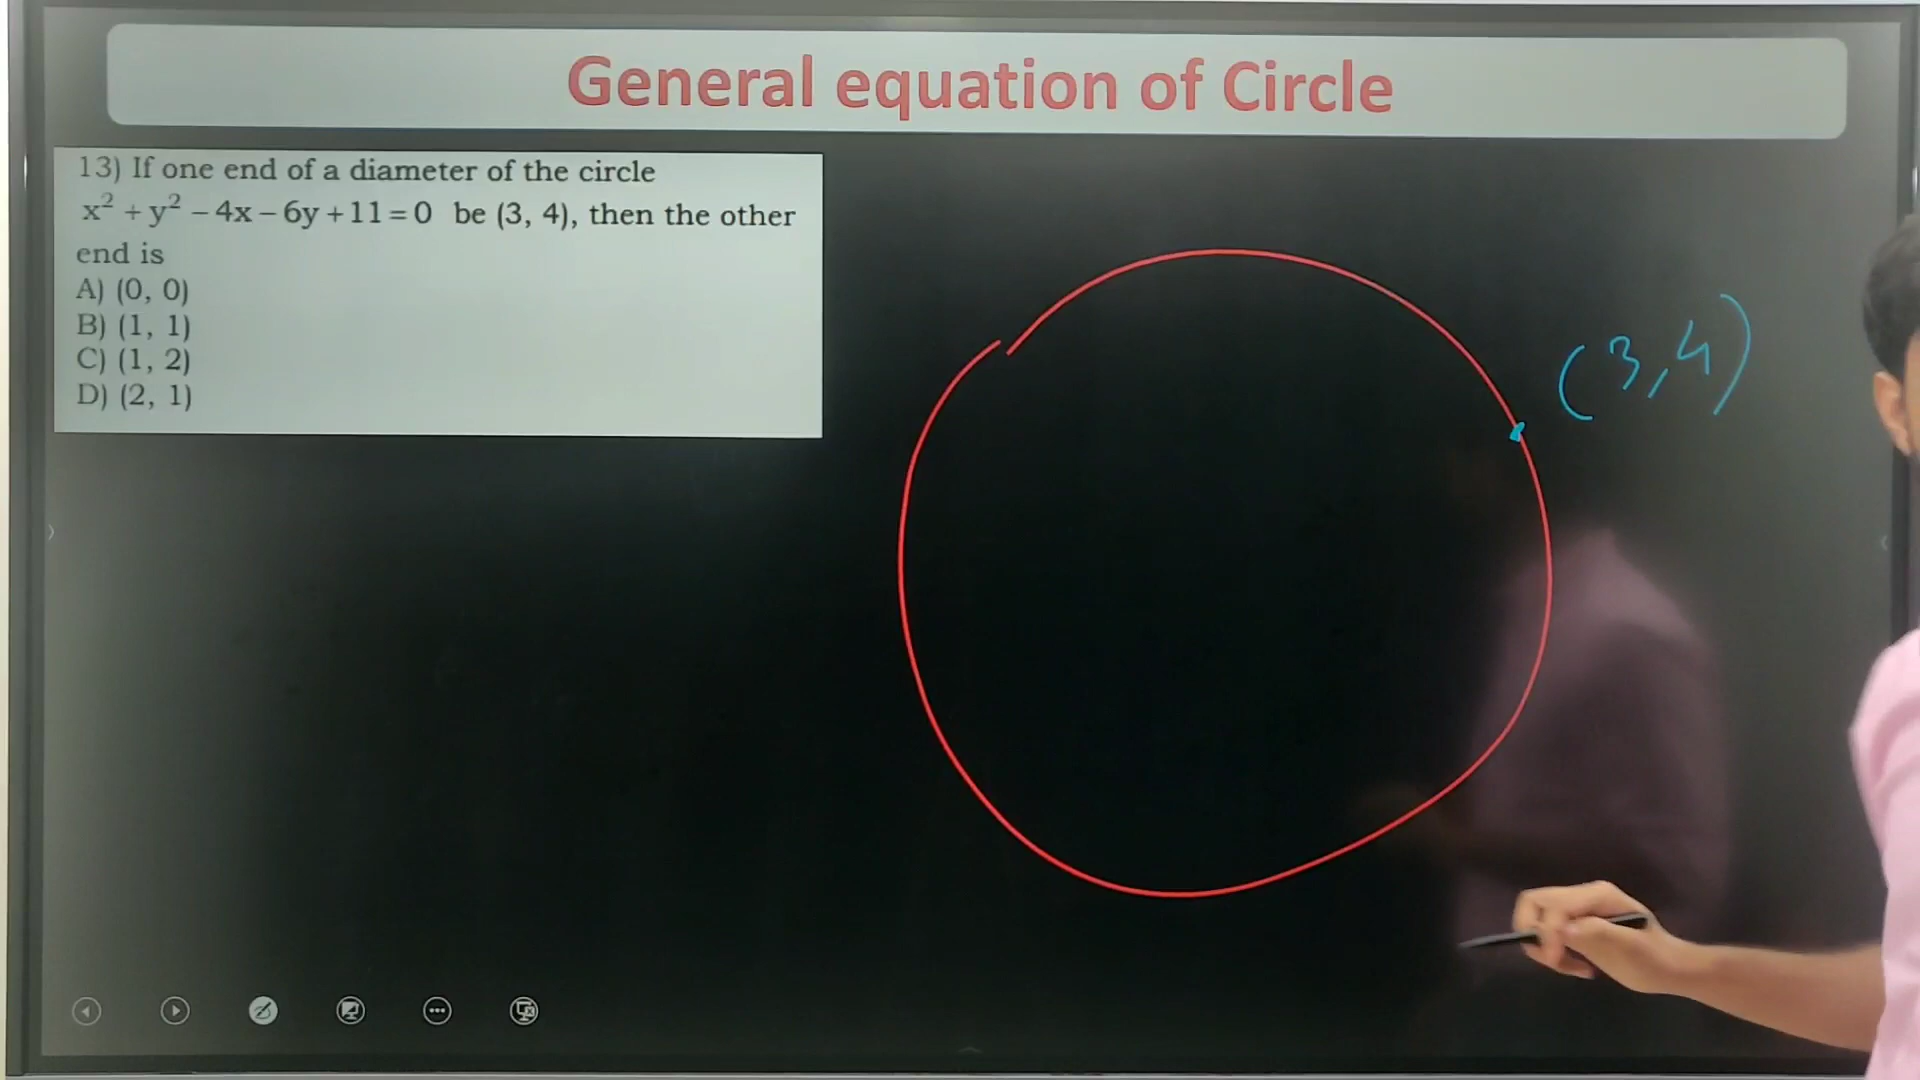 General equation of Circle
13) If one end of a diameter of the circle
x² + y² – 4x – 6y + 11 = 0 be (3, 4), then the other
end is
A) (0, 0)
B) (1, 1)
C) (1, 2)
D) (2, 1)
(3,4)